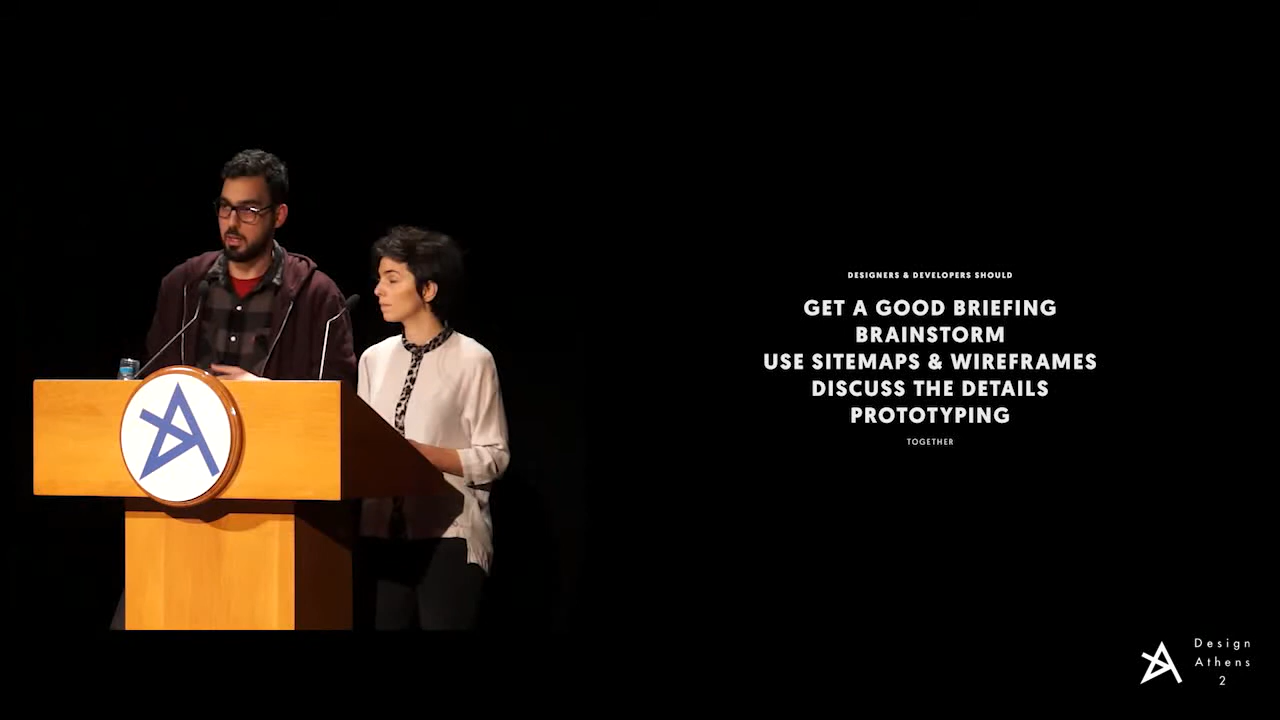 DESIGNERS & DEVELOPERS SHOULD
GET A GOOD BRIEFING
BRAINSTORM
USE SITEMAPS & WIREFRAMES
DISCUSS THE DETAILS
PROTOTYPING
TOGETHER
Design
Athens
2